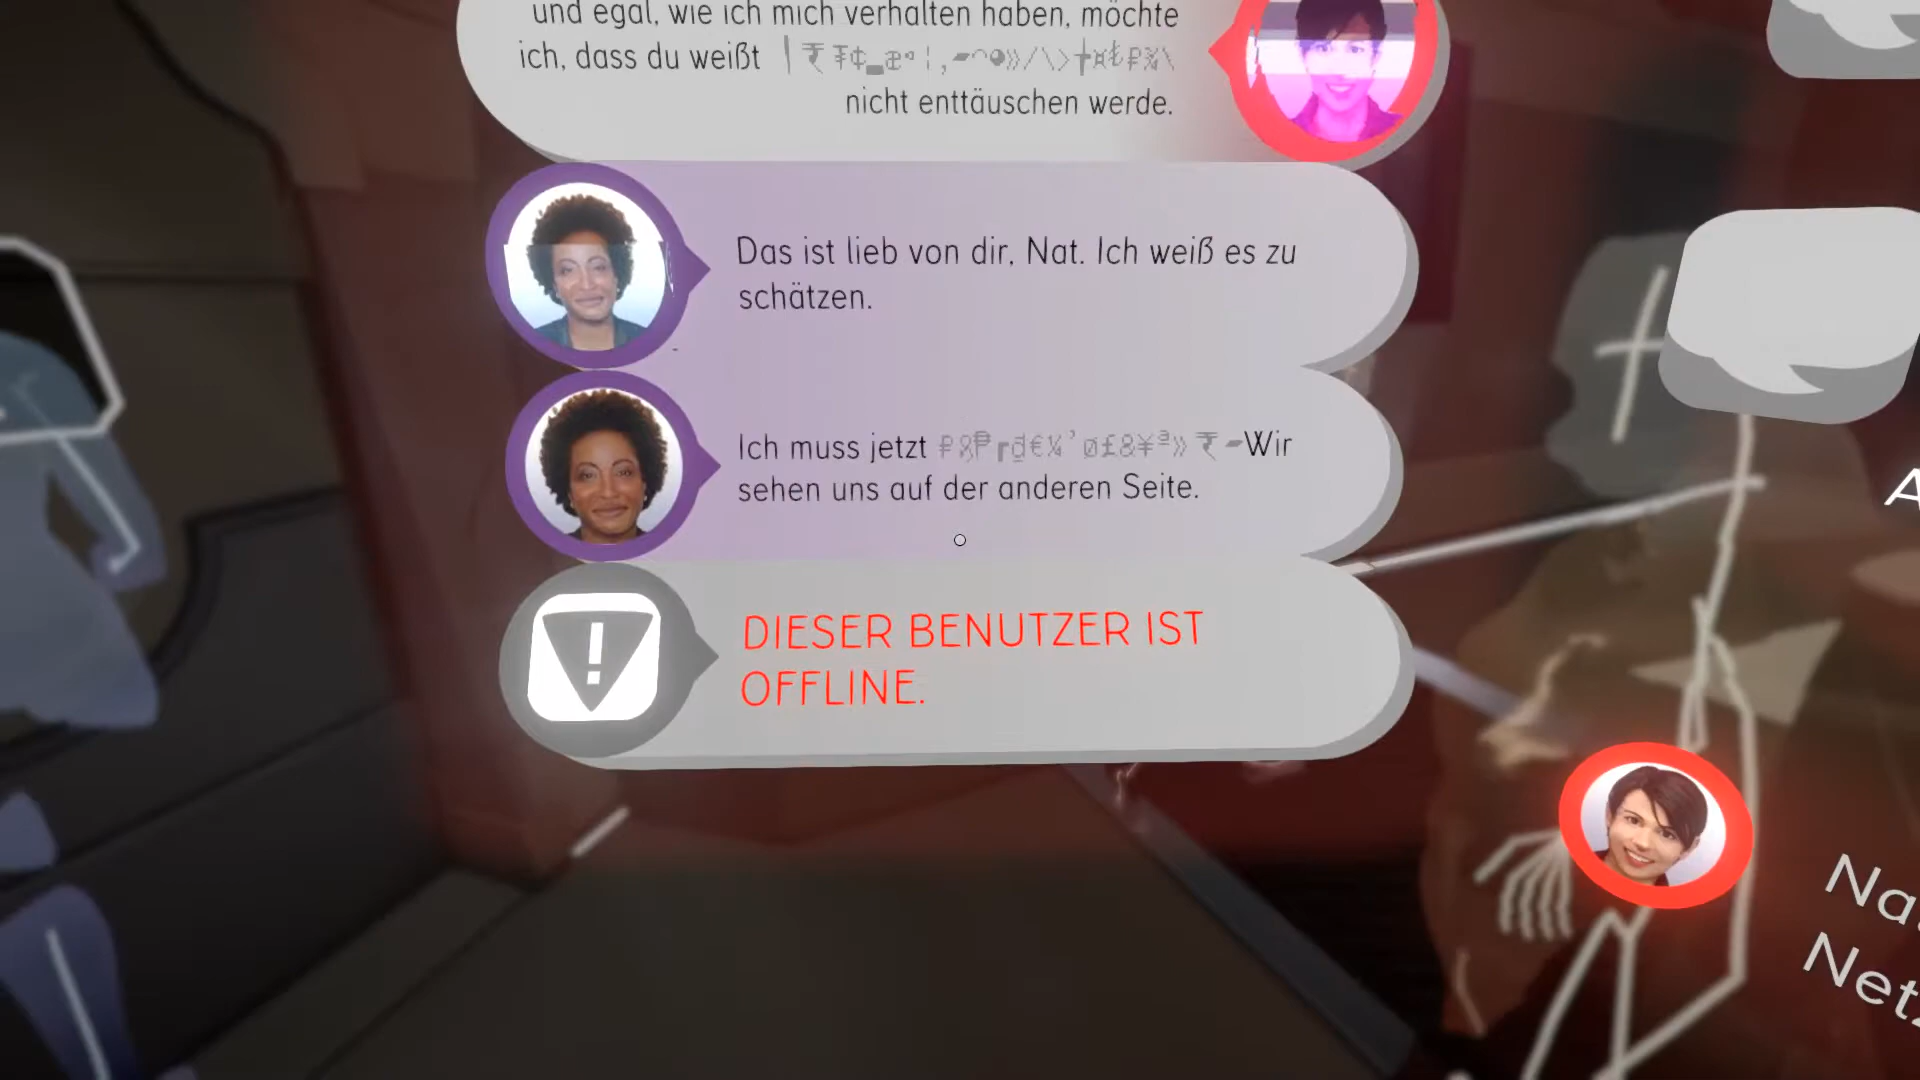 und egal, wie ich mich verhalten haben, möchte
ich, dass du weißt
nicht enttäuschen werde.
Das ist lieb von dir, Nat. Ich weiß es zu
schätzen.
Ich muss jetzt
-Wir
sehen uns auf der anderen Seite.
DIESER BENUTZER IST
OFFLINE.